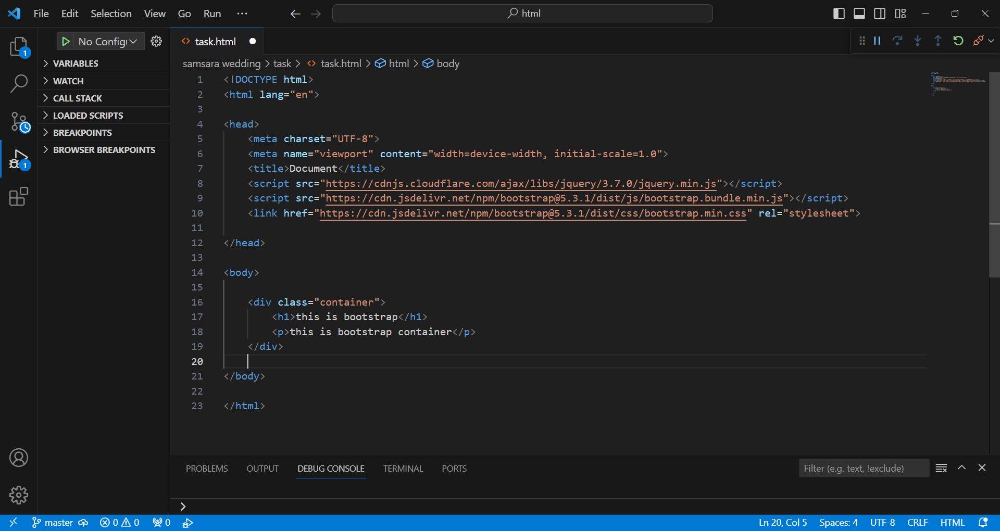 File Edit Selection View Go Run ··· html
No Config
task.html
VARIABLES
WATCH
CALL STACK
LOADED SCRIPTS
BREAKPOINTS
BROWSER BREAKPOINTS
1
1
samsara wedding > task > task.html > html > body
1 <!DOCTYPE html>
2 <html lang="en">
3
4 <head>
5 <meta charset="UTF-8">
6 <meta name="viewport" content="width=device-width, initial-scale=1.0">
7 <title>Document</title>
8 <script src="https://cdnjs.cloudflare.com/ajax/libs/jquery/3.7.0/jquery.min.js"></script>
9 <script src="https://cdn.jsdelivr.net/npm/bootstrap@5.3.1/dist/js/bootstrap.bundle.min.js"></script>
10 <link href="https://cdn.jsdelivr.net/npm/bootstrap@5.3.1/dist/css/bootstrap.min.css" rel="stylesheet">
11
12 </head>
13
14 <body>
15
16 <div class="container">
17 <h1>this is bootstrap</h1>
18 <p>this is bootstrap container</p>
19 </div>
20
21 </body>
22
23 </html>
PROBLEMS OUTPUT DEBUG CONSOLE TERMINAL PORTS Filter (e.g. text, !exclude)
master 0 0 0 Ln 20, Col 5 Spaces: 4 UTF-8 CRLF HTML